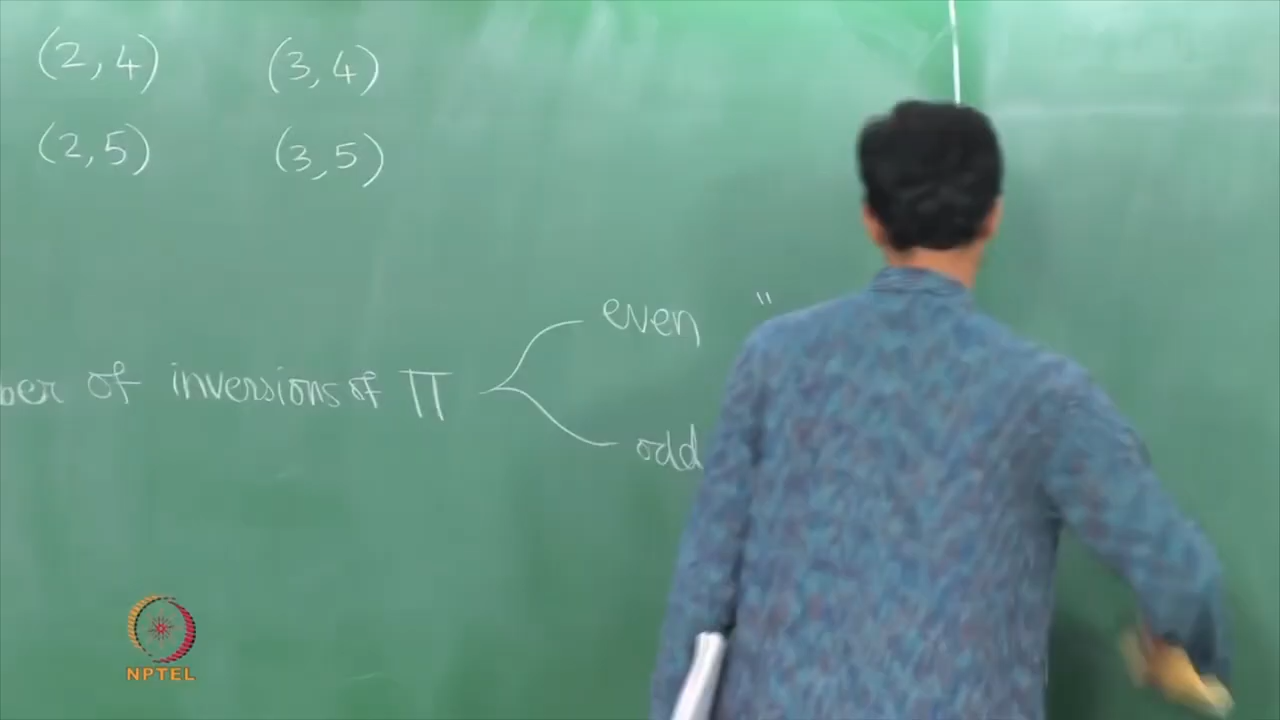 (2,4) (3,4)
(2,5) (3,5)
even "
ber of inversions of Π
odd
NPTEL